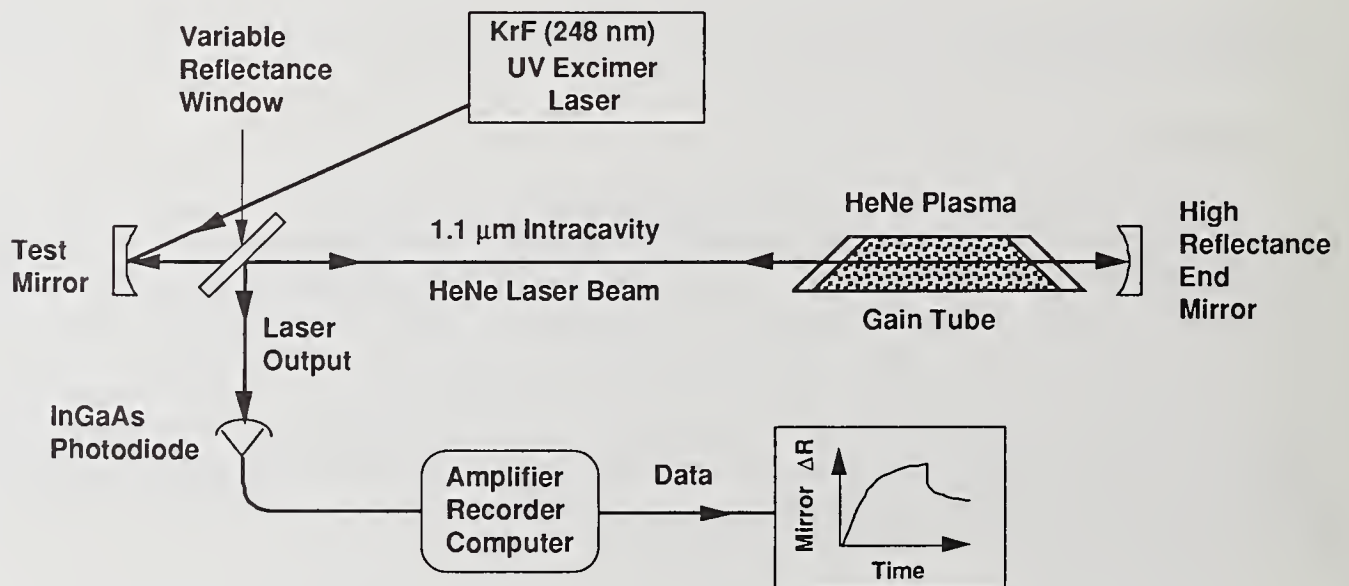 Variable
Reflectance
Window
KrF (248 nm)
UV Excimer
Laser
Test
Mirror
1.1 μm Intracavity
HeNe Laser Beam
HeNe Plasma
Gain Tube
High
Reflectance
End
Mirror
Laser
Output
InGaAs
Photodiode
Amplifier
Recorder
Computer
Data
Mirror ΔR
Time